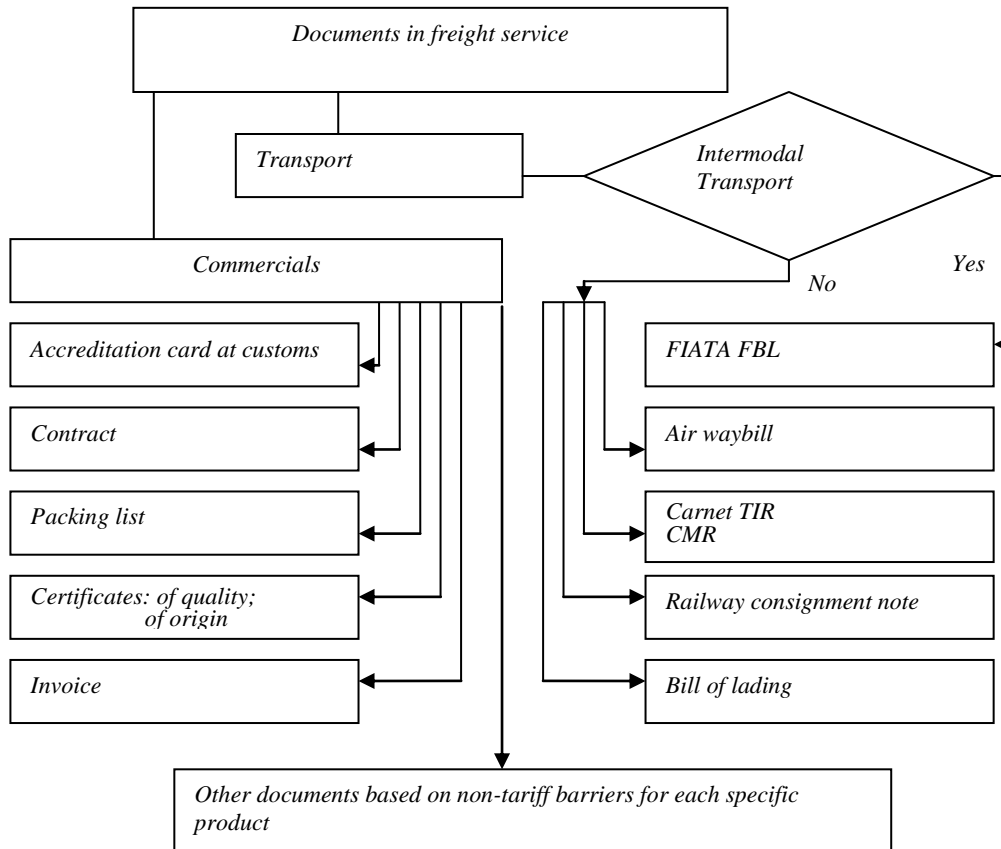 Documents in freight service
Transport
Intermodal
Transport
Commercials
No
Yes
Accreditation card at customs
FIATA FBL
Contract
Air waybill
Packing list
Carnet TIR
CMR
Certificates: of quality;
of origin
Railway consignment note
Invoice
Bill of lading
Other documents based on non-tariff barriers for each specific
product